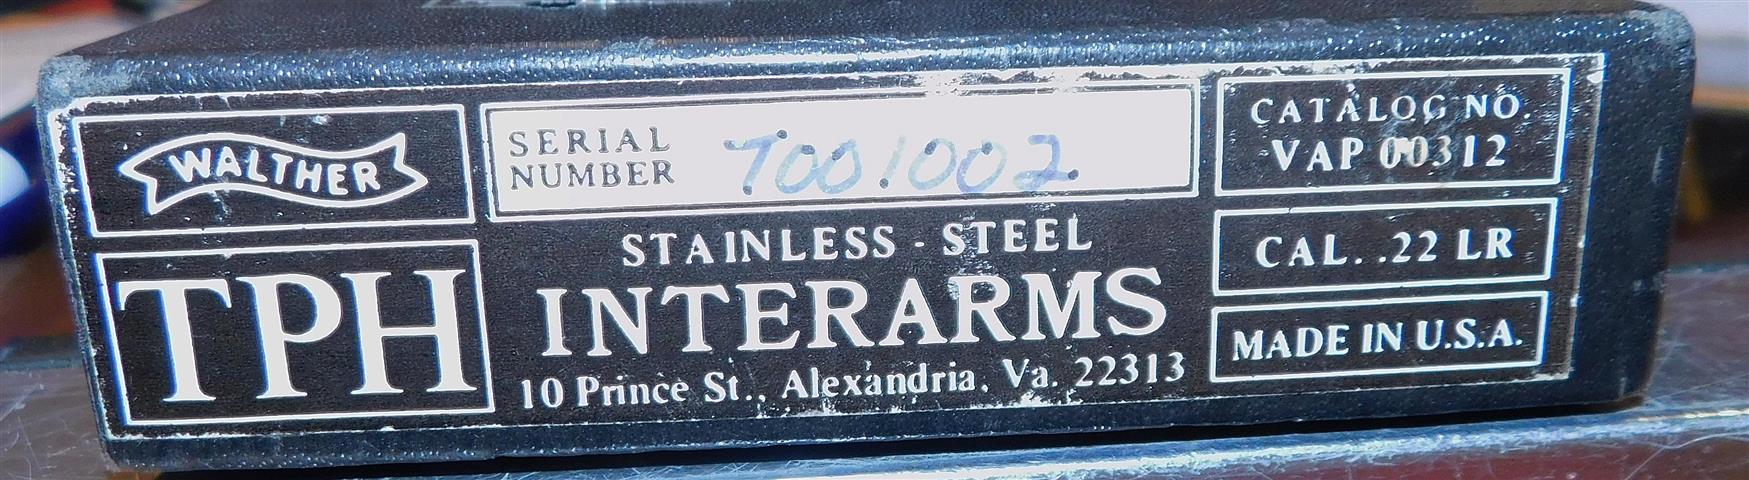 WALTHER
TPH
SERIAL
NUMBER
T001002
STAINLESS - STEEL
INTERARMS
10 Prince St., Alexandria, Va. 22313
CATALOG NO.
VAP 00312
CAL. .22 LR
MADE IN U.S.A.